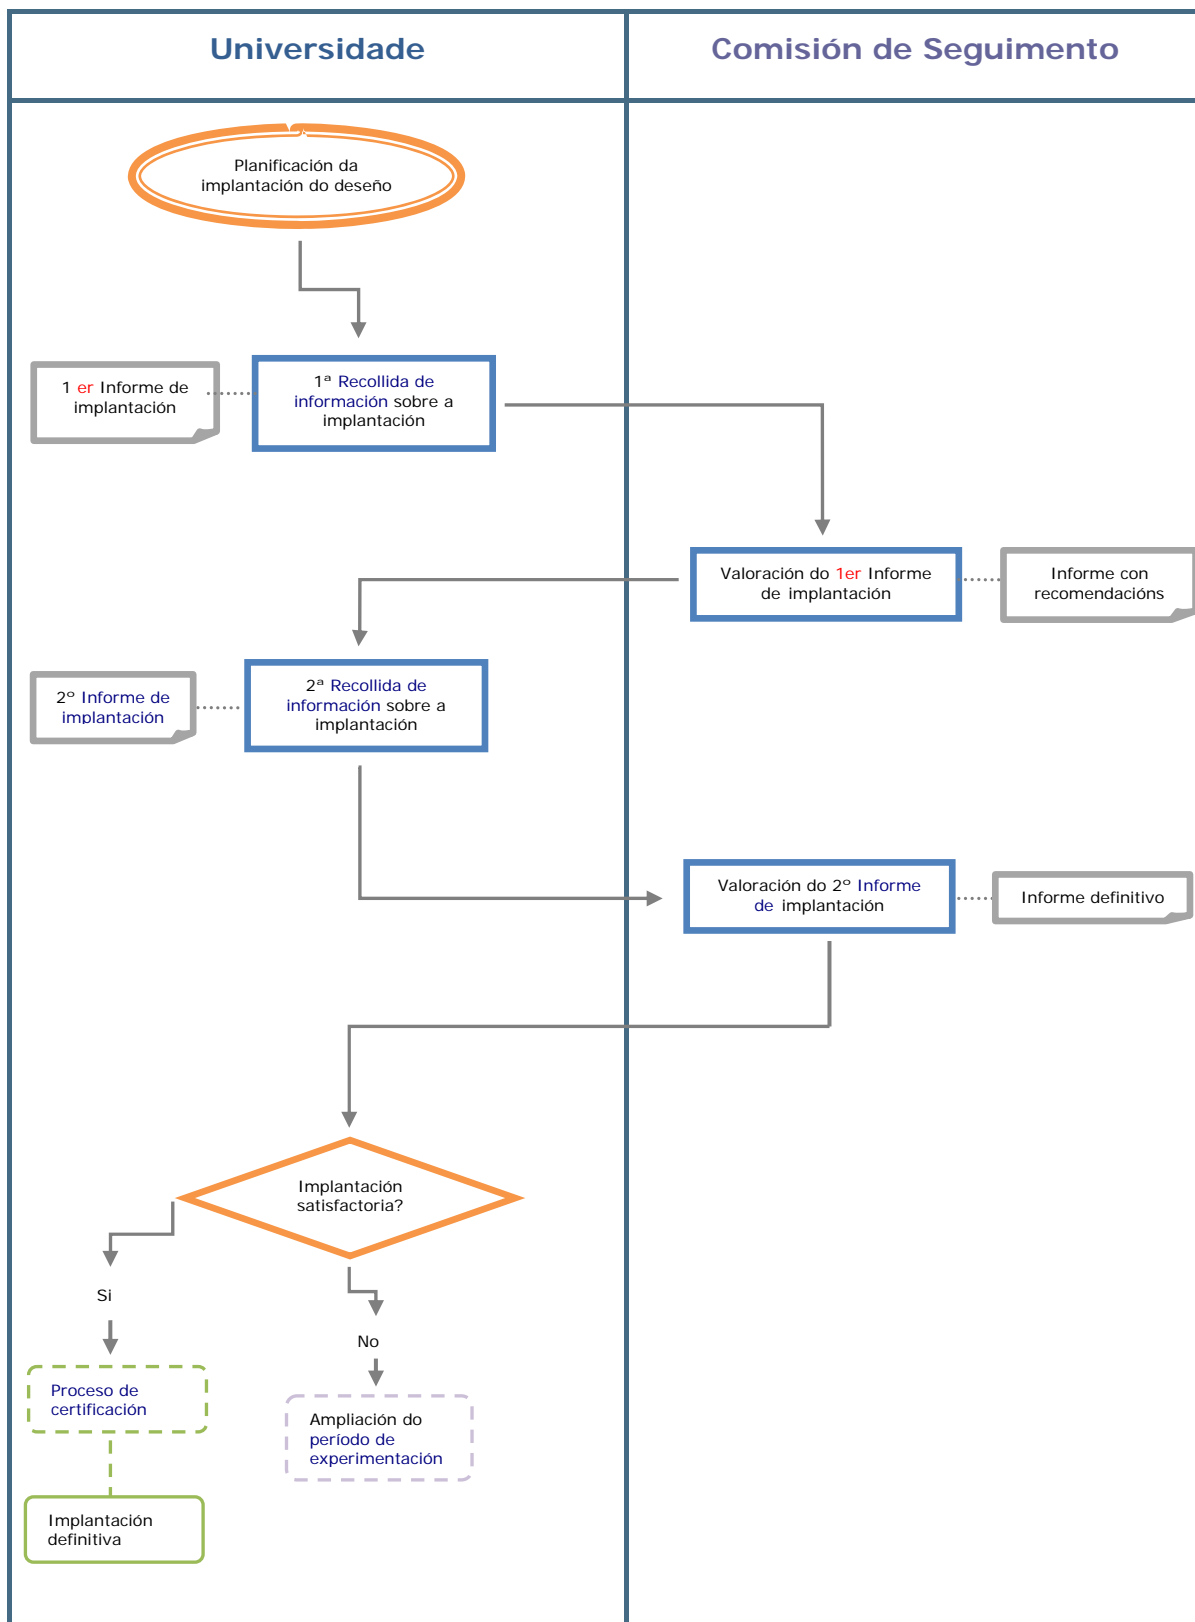 Universidade
Comisión de Seguimento
Planificación da
implantación do deseño
1 er Informe de
implantación
1ª Recollida de
información sobre a
implantación
Valoración do 1er Informe
de implantación
Informe con
recomendacións
2º Informe de
implantación
2ª Recollida de
información sobre a
implantación
Valoración do 2º Informe
de implantación
Informe definitivo
Implantación
satisfactoria?
Si
No
Proceso de
certificación
Ampliación do
período de
experimentación
Implantación
definitiva